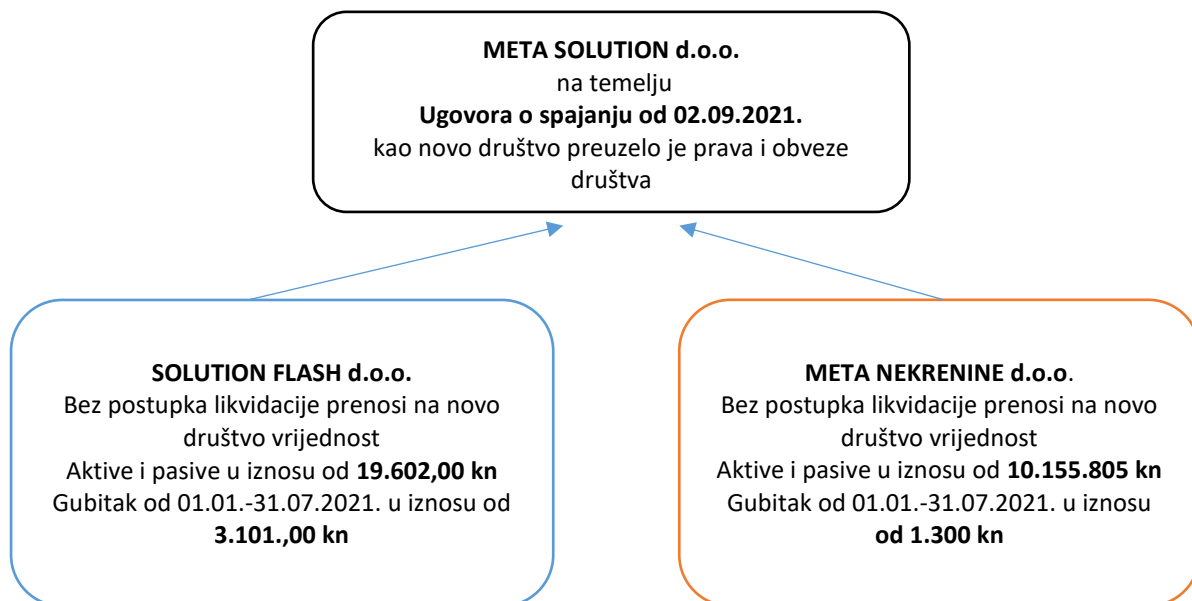 META SOLUTION d.o.o.
na temelju
Ugovora o spajanju od 02.09.2021.
kao novo društvo preuzelo je prava i obveze
društva
SOLUTION FLASH d.o.o.
Bez postupka likvidacije prenosi na novo
društvo vrijednost
Aktive i pasive u iznosu od 19.602,00 kn
Gubitak od 01.01.-31.07.2021. u iznosu od
3.101.,00 kn
META NEKRENINE d.o.o.
Bez postupka likvidacije prenosi na novo
društvo vrijednost
Aktive i pasive u iznosu od 10.155.805 kn
Gubitak od 01.01.-31.07.2021. u iznosu
od 1.300 kn